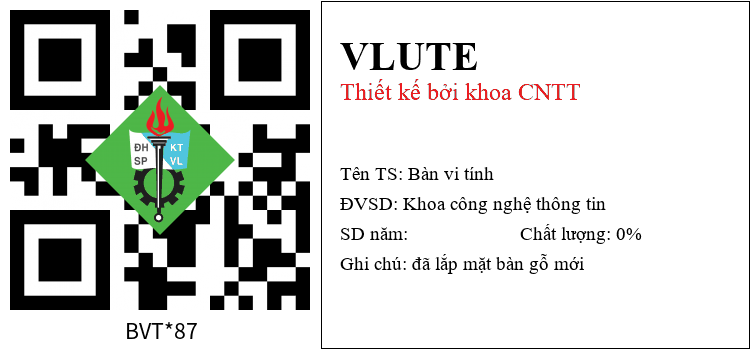 ĐH KT
SP VL
BVT*87
VLUTE
Thiết kế bởi khoa CNTT
Tên TS: Bàn vi tính
ĐVSD: Khoa công nghệ thông tin
SD năm: Chất lượng: 0%
Ghi chú: đã lắp mặt bàn gỗ mới